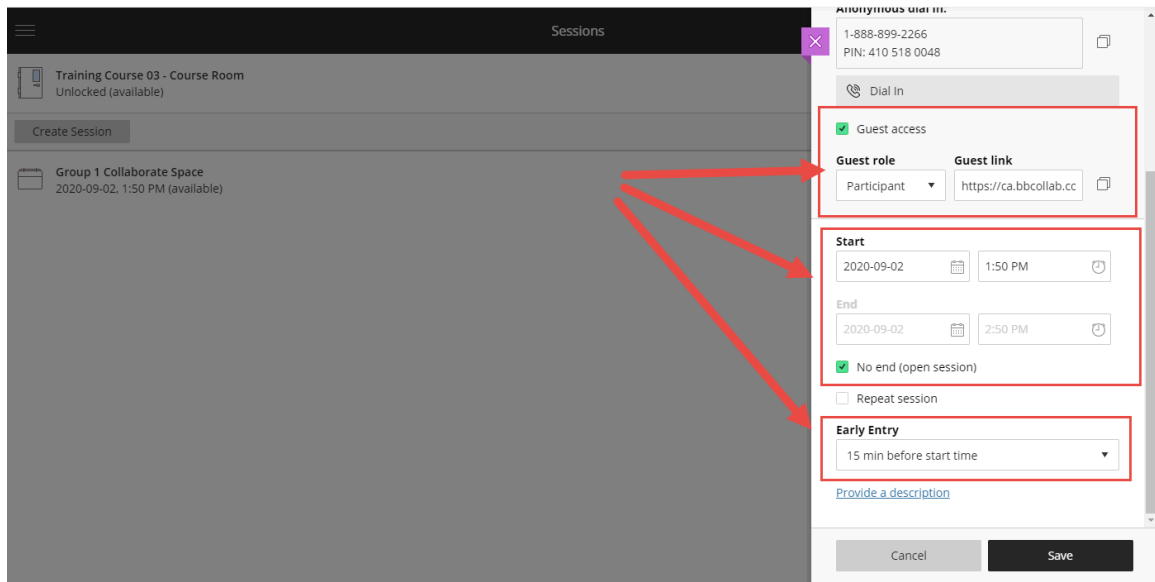 Sessions
Training Course 03 - Course Room
Unlocked (available)
Create Session
Group 1 Collaborate Space
2020-09-02, 1:50 PM (available)
Anonymous dial in:
1-888-899-2266
PIN: 410 518 0048
Dial In
Guest access
Guest role Guest link
Participant https://ca.bbcollab.cc
Start
2020-09-02 1:50 PM
End
2020-09-02 2:50 PM
No end (open session)
Repeat session
Early Entry
15 min before start time
Provide a description
Cancel Save